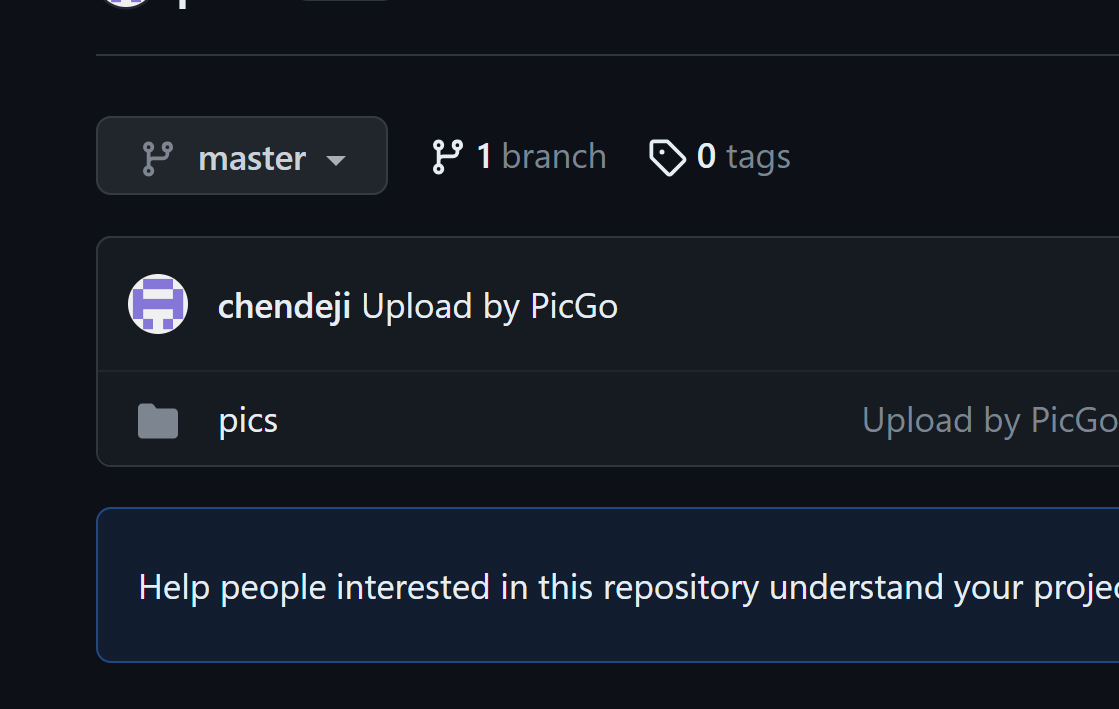 master
1 branch
0 tags
chendeji Upload by PicGo
pics
Upload by PicGo
Help people interested in this repository understand your